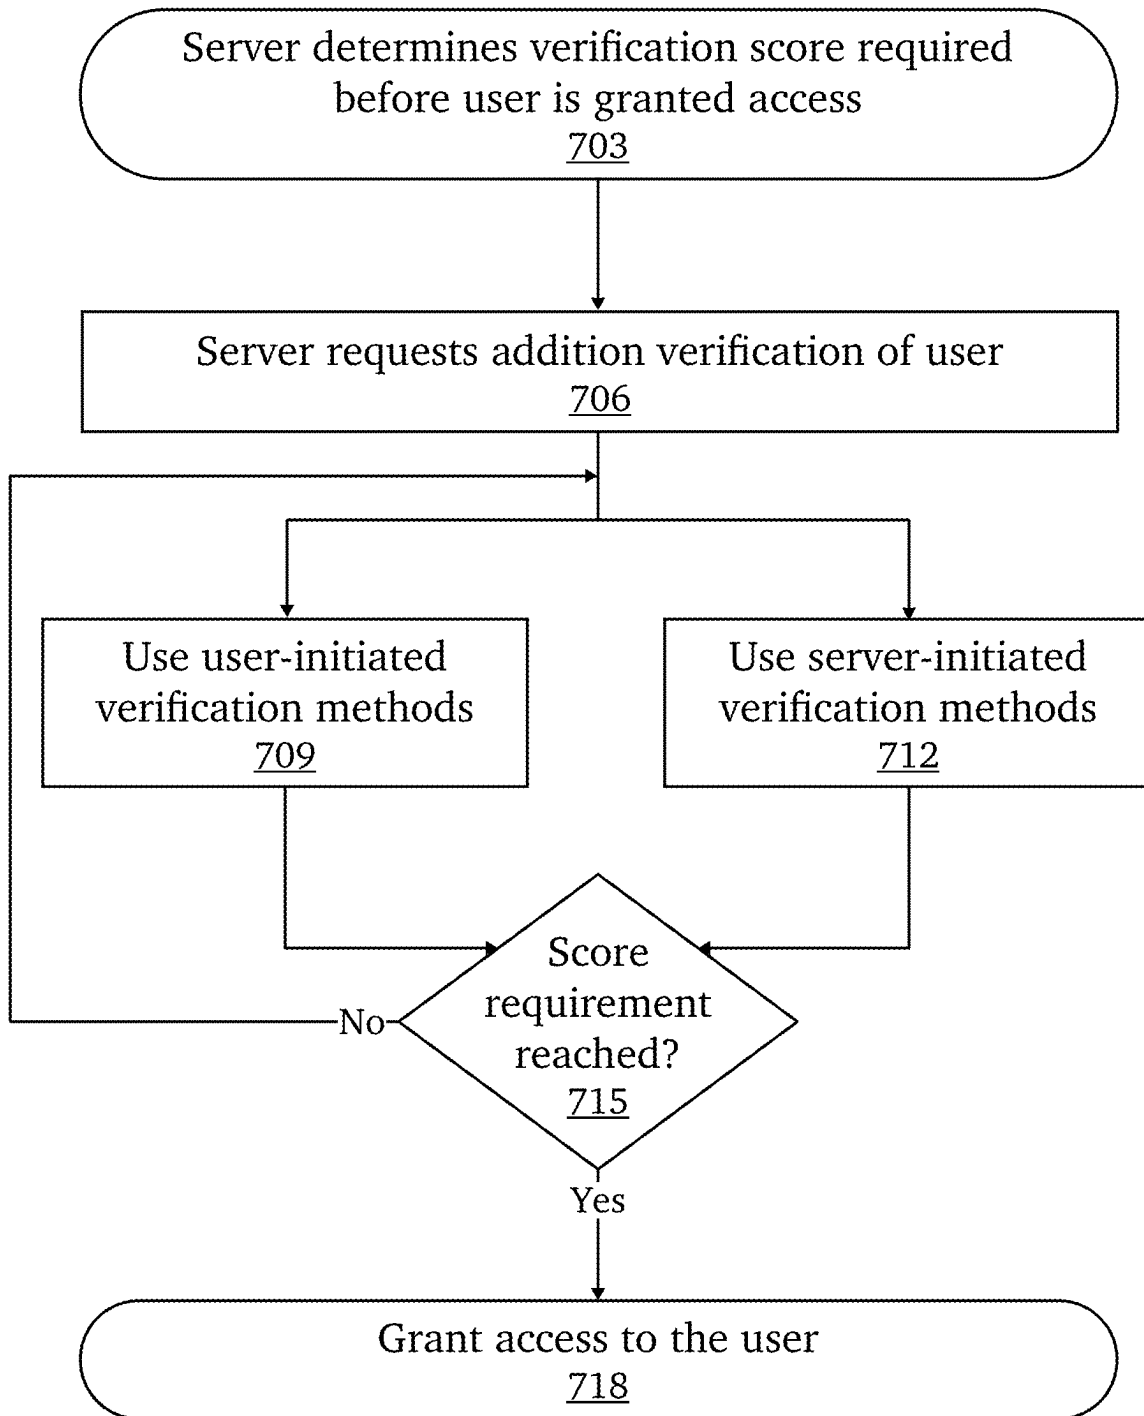 Server determines verification score required
before user is granted access
703
Server requests addition verification of user
706
Use user-initiated
verification methods
709
Use server-initiated
verification methods
712
Score
requirement
reached?
715
No
Yes
Grant access to the user
718